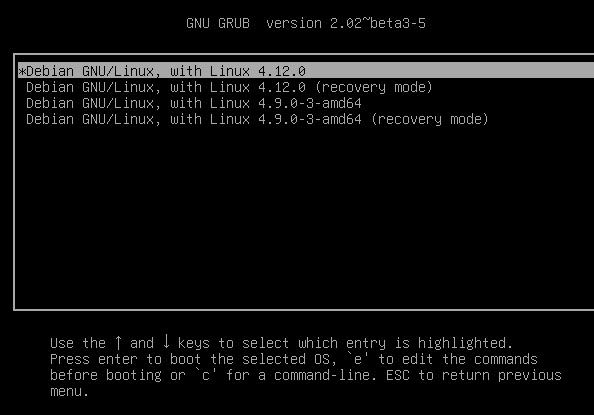 GNU GRUB  version 2.02~beta3-5
*Debian GNU/Linux, with Linux 4.12.0
Debian GNU/Linux, with Linux 4.12.0 (recovery mode)
Debian GNU/Linux, with Linux 4.9.0-3-amd64
Debian GNU/Linux, with Linux 4.9.0-3-amd64 (recovery mode)
Use the ↑ and ↓ keys to select which entry is highlighted.
Press enter to boot the selected OS, `e' to edit the commands
before booting or `c' for a command-line. ESC to return previous
menu.